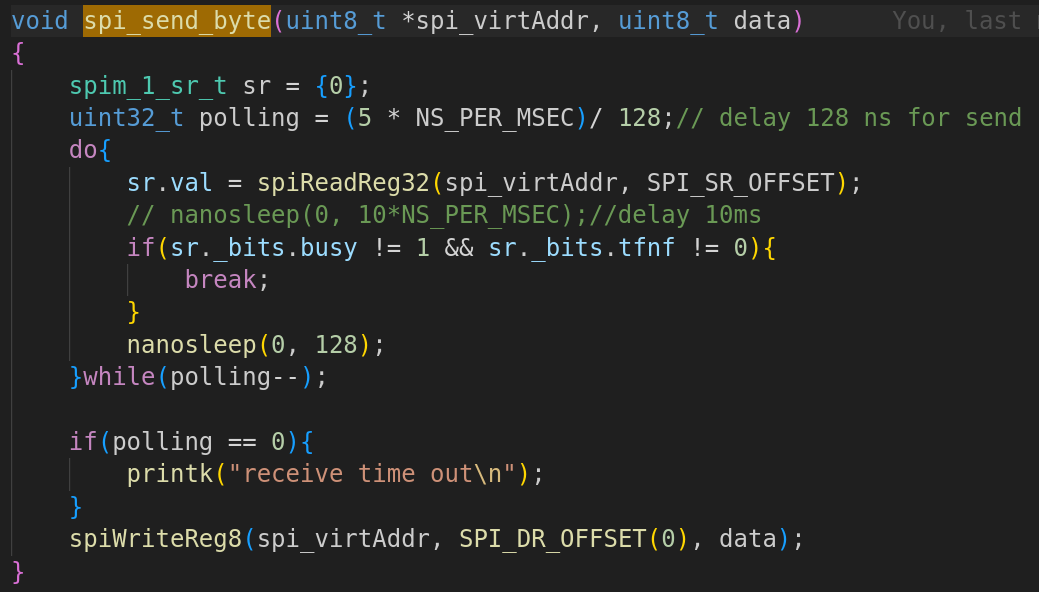 void spi_send_byte(uint8_t *spi_virtAddr, uint8_t data)      You, last
{
    spim_1_sr_t sr = {0};
    uint32_t polling = (5 * NS_PER_MSEC)/ 128;// delay 128 ns for send
    do{
        sr.val = spiReadReg32(spi_virtAddr, SPI_SR_OFFSET);
        // nanosleep(0, 10*NS_PER_MSEC);//delay 10ms
        if(sr._bits.busy != 1 && sr._bits.tfnf != 0){
            break;
        }
        nanosleep(0, 128);
    }while(polling--);

    if(polling == 0){
        printk("receive time out\n");
    }
    spiWriteReg8(spi_virtAddr, SPI_DR_OFFSET(0), data);
}